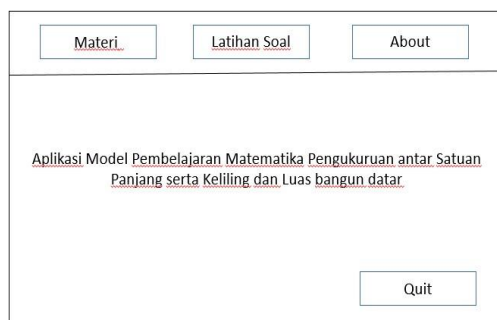 Materi
Latihan Soal
About
Aplikasi Model Pembelajaran Matematika Pengukuruan antar Satuan
Panjang serta Keliling dan Luas bangun datar
Quit